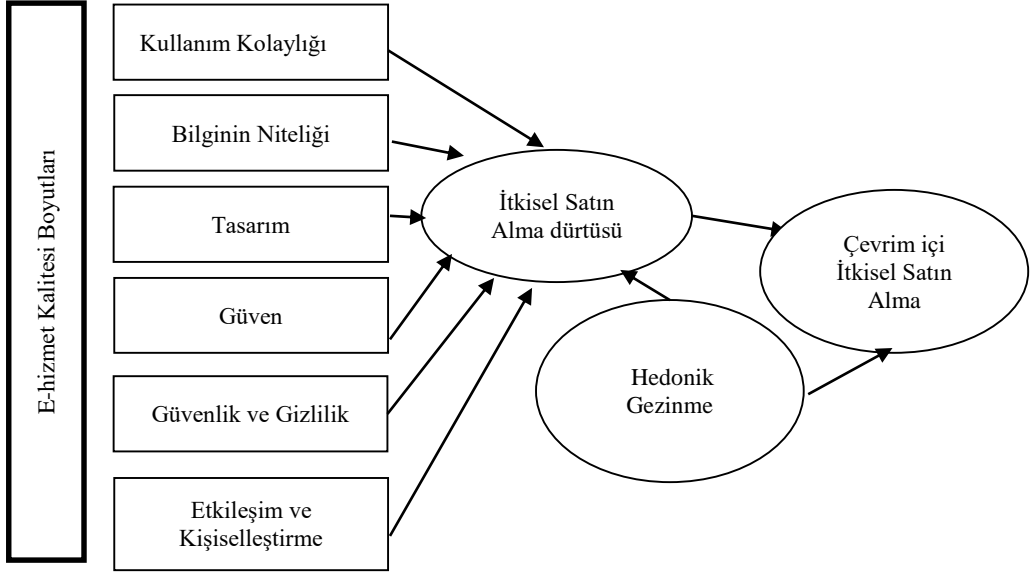 E-hizmet Kalitesi Boyutları
Kullanım Kolaylığı
Bilginin Niteliği
Tasarım
Güven
Güvenlik ve Gizlilik
Etkileşim ve
Kişiselleştirme
İtkisel Satın
Alma dürtüsü
Hedonik
Gezinme
Çevrim içi
İtkisel Satın
Alma